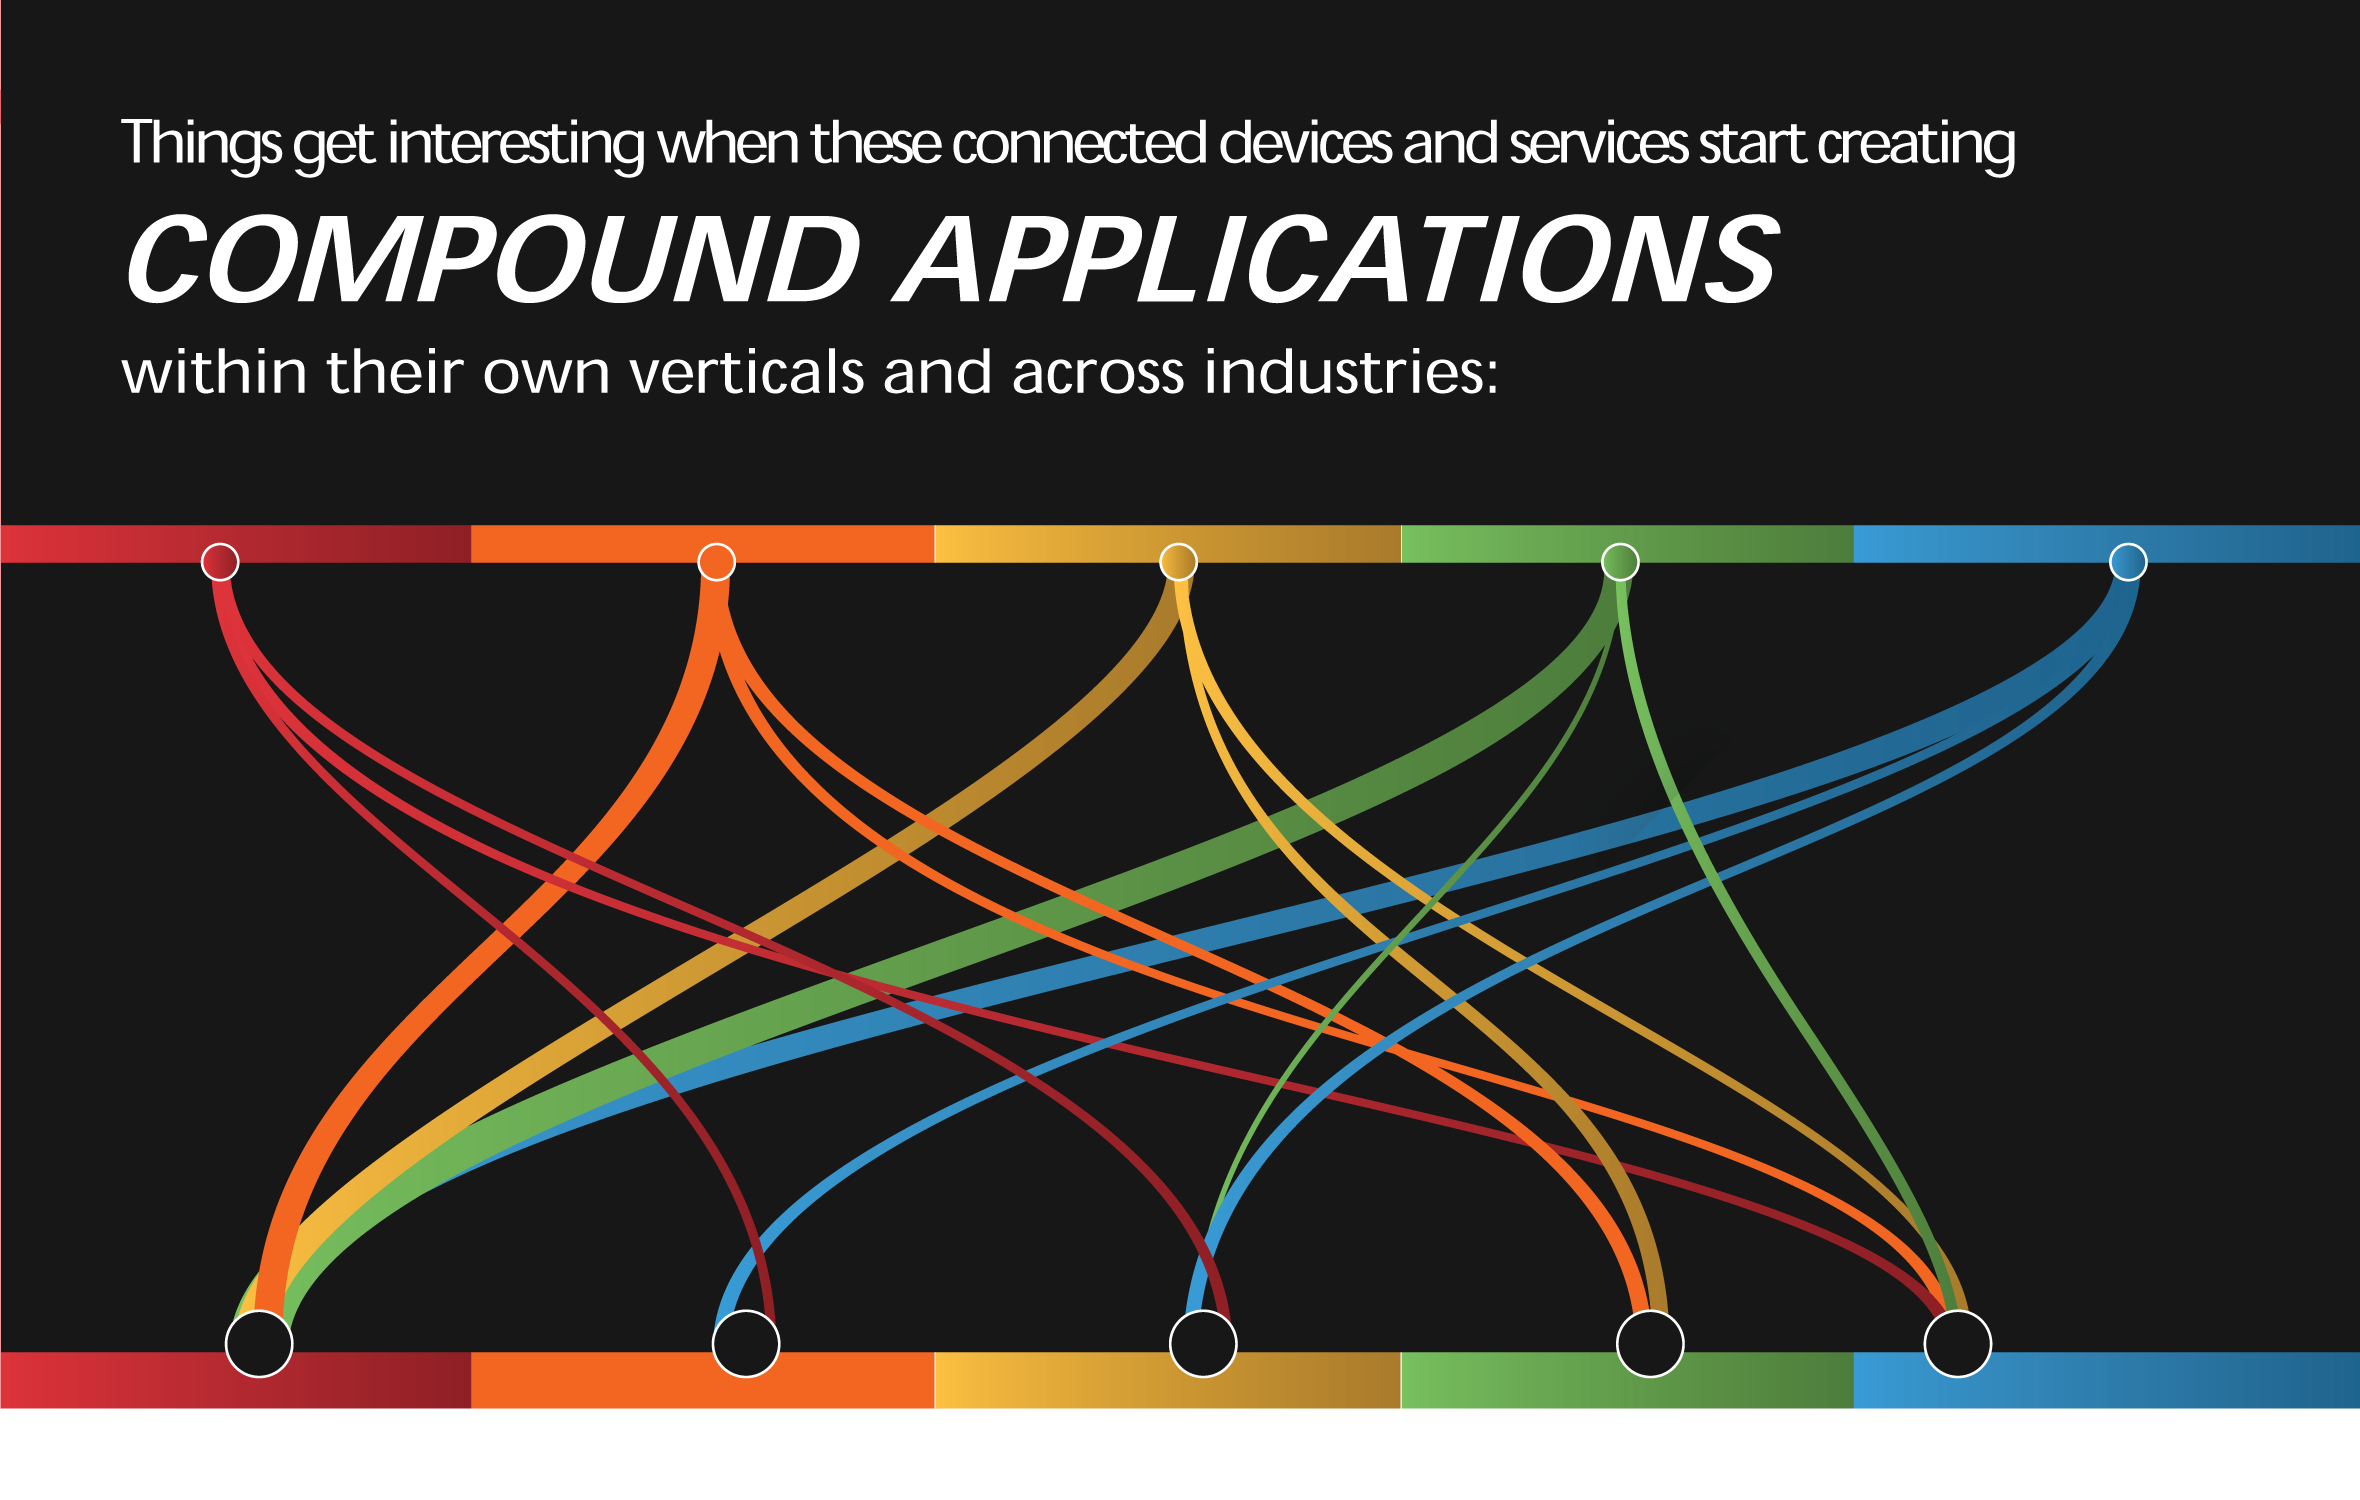 Things get interesting when these connected devices and services start creating
COMPOUND APPLICATIONS
within their own verticals and across industries: